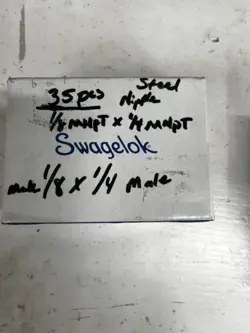 35 pcs Steel
Nipple
1/8 MNPT x 1/4 MNPT
Swagelok
male 1/8 x 1/4 male